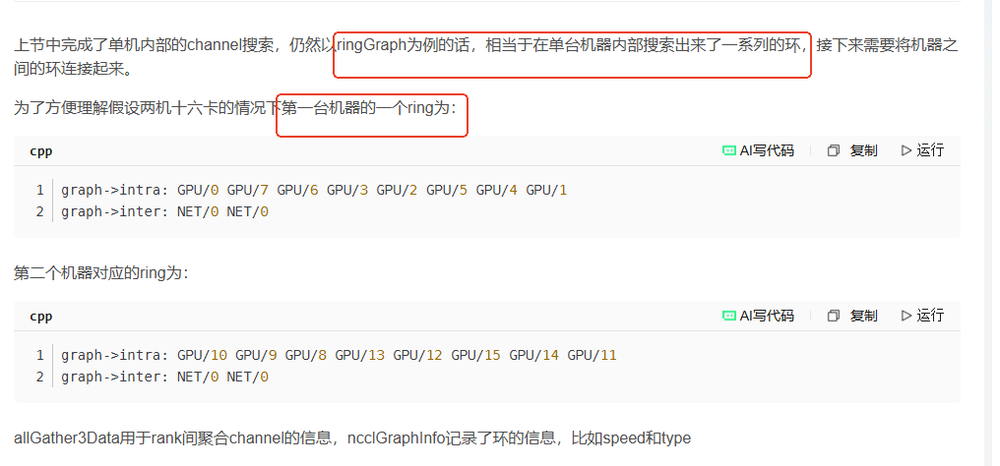 上节中完成了单机内部的channel搜索，仍然以ringGraph为例的话，相当于在单台机器内部搜索出来了一系列的环，接下来需要将机器之
间的环连接起来。
为了方便理解假设两机十六卡的情况下第一台机器的一个ring为：
cpp AI写代码 复制 运行
1 graph->intra: GPU/0 GPU/7 GPU/6 GPU/3 GPU/2 GPU/5 GPU/4 GPU/1
2 graph->inter: NET/0 NET/0
第二个机器对应的ring为：
cpp AI写代码 复制 运行
1 graph->intra: GPU/10 GPU/9 GPU/8 GPU/13 GPU/12 GPU/15 GPU/14 GPU/11
2 graph->inter: NET/0 NET/0
allGather3Data用于rank间聚合channel的信息，ncclGraphInfo记录了环的信息，比如speed和type